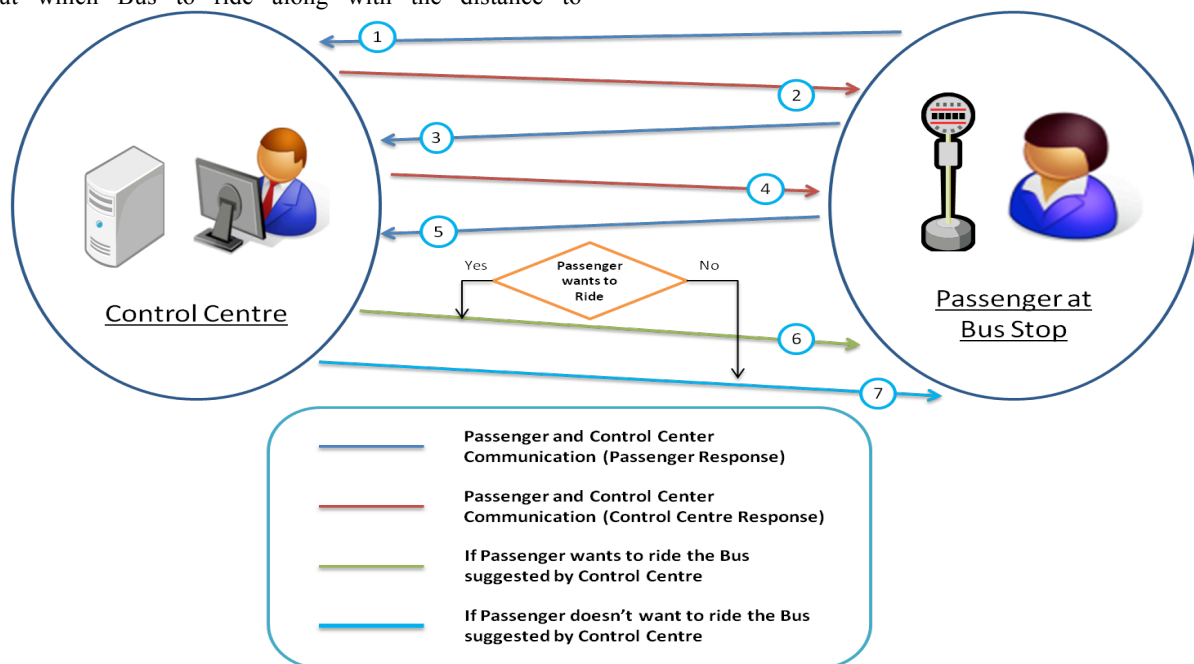 which Bus to ride along with the distance to
1
2
3
4
5
Yes
Passenger
wants to
Ride
No
Control Centre
Passenger at
Bus Stop
6
7
Passenger and Control Center
Communication (Passenger Response)
Passenger and Control Center
Communication (Control Centre Response)
If Passenger wants to ride the Bus
suggested by Control Centre
If Passenger doesn't want to ride the Bus
suggested by Control Centre